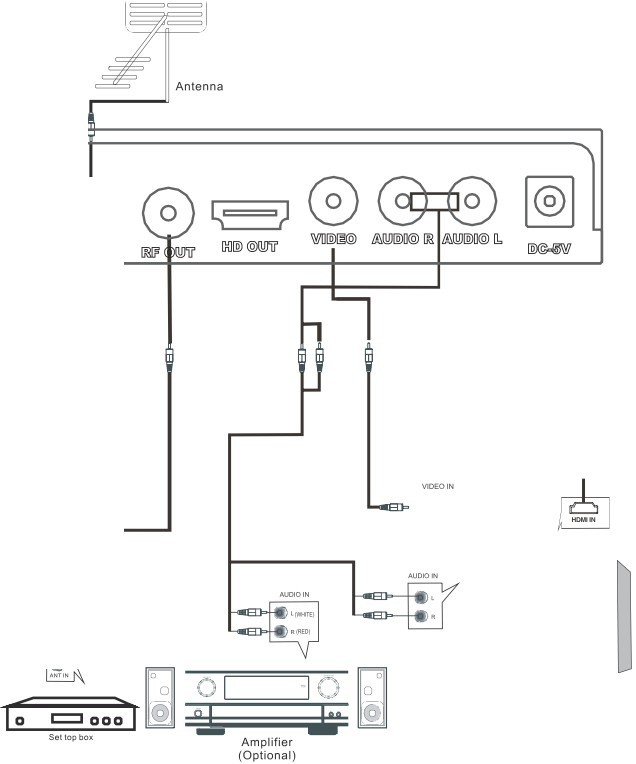 Antenna
RF OUT
HD OUT
VIDEO
AUDIO R
AUDIO L
DC-5V
VIDEO IN
HDMI IN
AUDIO IN
L
R
AUDIO IN
L (WHITE)
R (RED)
ANT IN
Set top box
Amplifier
(Optional)